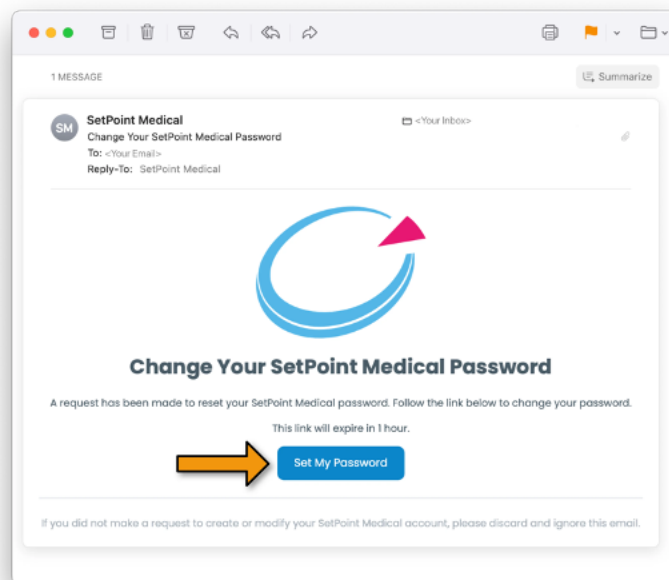 1 MESSAGE
Summarize
SM
SetPoint Medical
<Your Inbox>
Change Your SetPoint Medical Password
To: <Your Email>
Reply-To: SetPoint Medical
Change Your SetPoint Medical Password
A request has been made to reset your SetPoint Medical password. Follow the link below to change your password.
This link will expire in 1 hour.
Set My Password
If you did not make a request to create or modify your SetPoint Medical account, please discard and ignore this email.